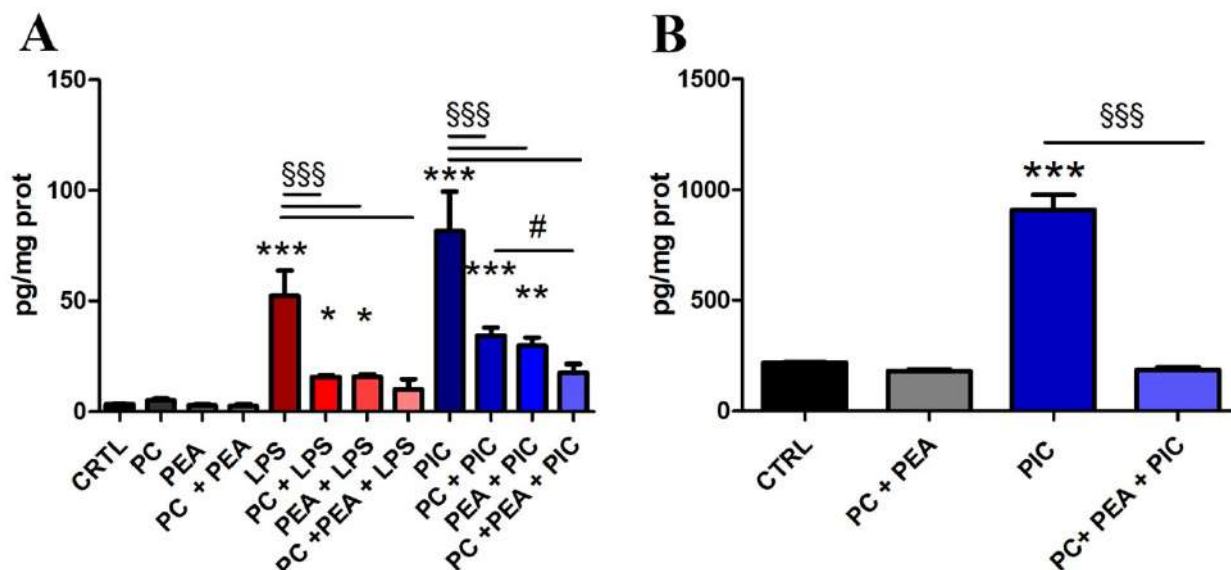 A
pg/mg prot
150
100
50
0
***
§§§
*
*
***
§§§
***
#
**
CRTL
PC
PEA
PC + PEA
LPS
PC + LPS
PEA + LPS
PC +PEA + LPS
PIC
PC + PIC
PEA + PIC
PC +PEA + PIC
B
pg/mg prot
1500
1000
500
0
***
§§§
CTRL
PC + PEA
PIC
PC+ PEA + PIC